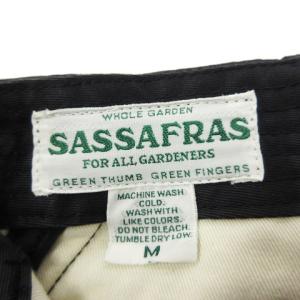 WHOLE GARDEN
SASSAFRAS
FOR ALL GARDENERS
GREEN THUMB GREEN FINGERS
MACHINE WASH
COLD.
WASH WITH
LIKE COLORS.
DO NOT BLEACH.
TUMBLE DRY LOW.
M